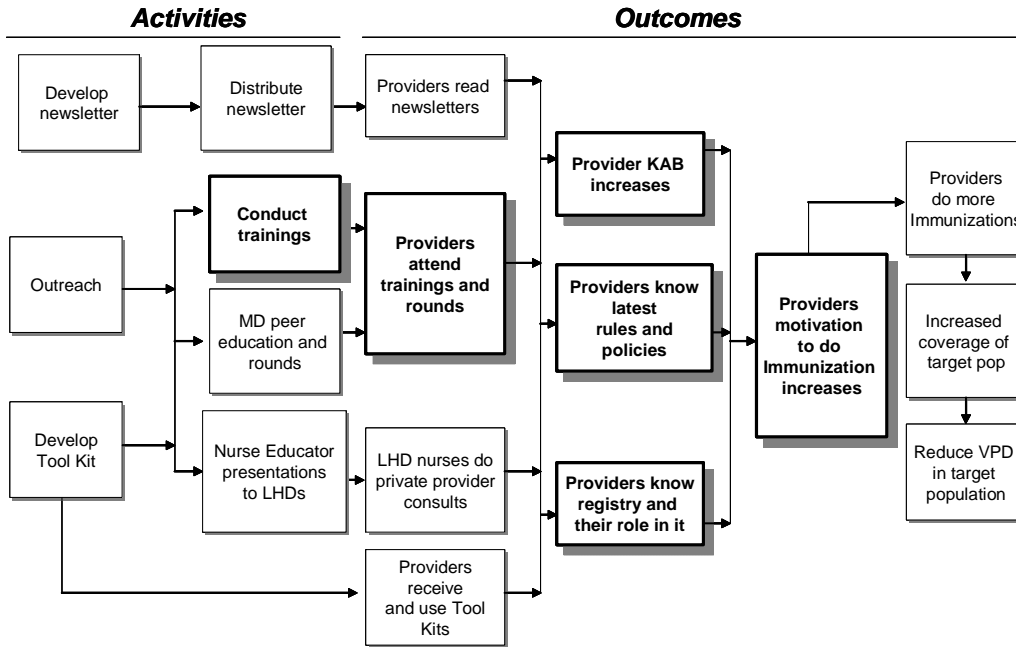 Activities
Outcomes
Develop
newsletter
Distribute
newsletter
Providers read
newsletters
Outreach
Conduct
trainings
MD peer
education and
rounds
Providers
attend
trainings and
rounds
Develop
Tool Kit
Nurse Educator
presentations
to LHDs
LHD nurses do
private provider
consults
Providers
receive
and use Tool
Kits
Provider KAB
increases
Providers know
latest
rules and
policies
Providers know
registry and
their role in it
Providers
motivation
to do
Immunization
increases
Providers
do more
Immunizations
Increased
coverage of
target pop
Reduce VPD
in target
population